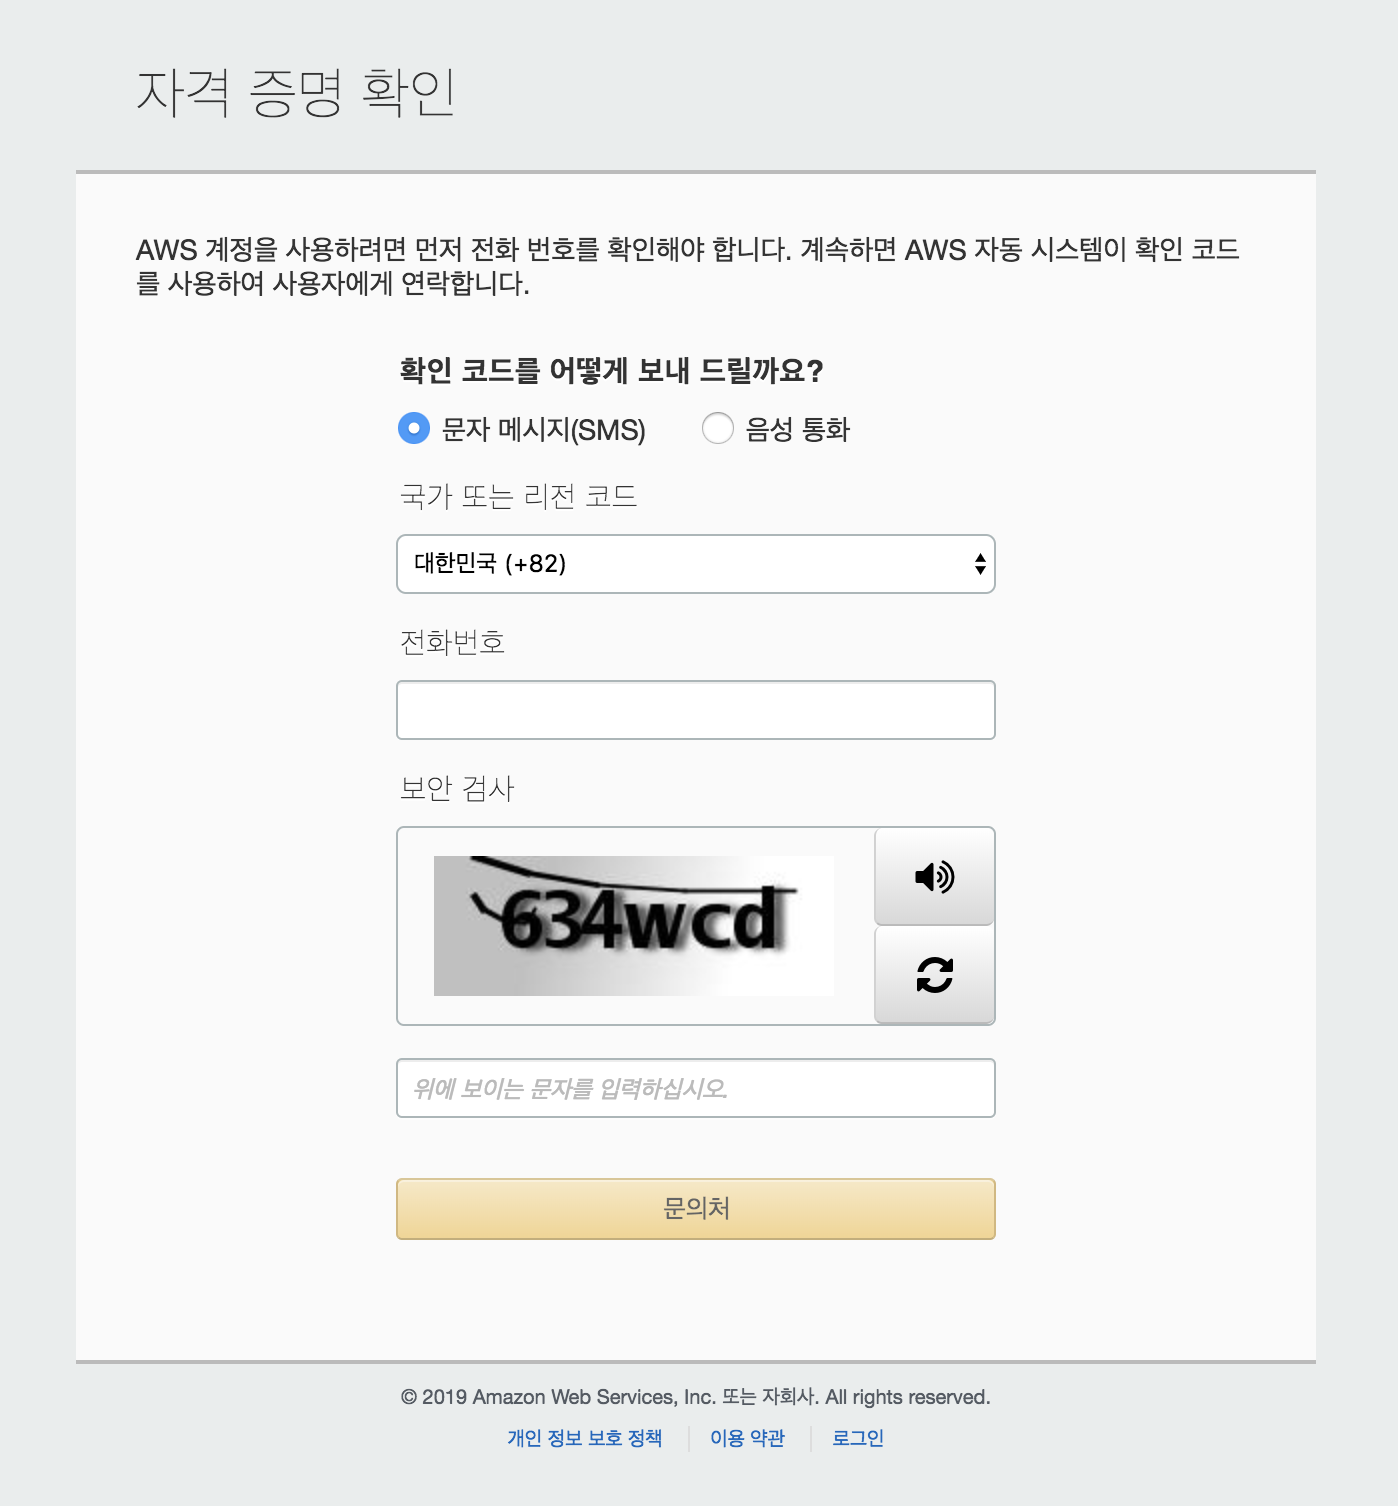 자격 증명 확인
AWS 계정을 사용하려면 먼저 전화 번호를 확인해야 합니다. 계속하면 AWS 자동 시스템이 확인 코드
를 사용하여 사용자에게 연락합니다.
확인 코드를 어떻게 보내 드릴까요?
문자 메시지(SMS) 음성 통화
국가 또는 리전 코드
대한민국 (+82)
전화번호
보안 검사
634wcd
위에 보이는 문자를 입력하십시오.
문의처
© 2019 Amazon Web Services, Inc. 또는 자회사. All rights reserved.
개인 정보 보호 정책 이용 약관 로그인